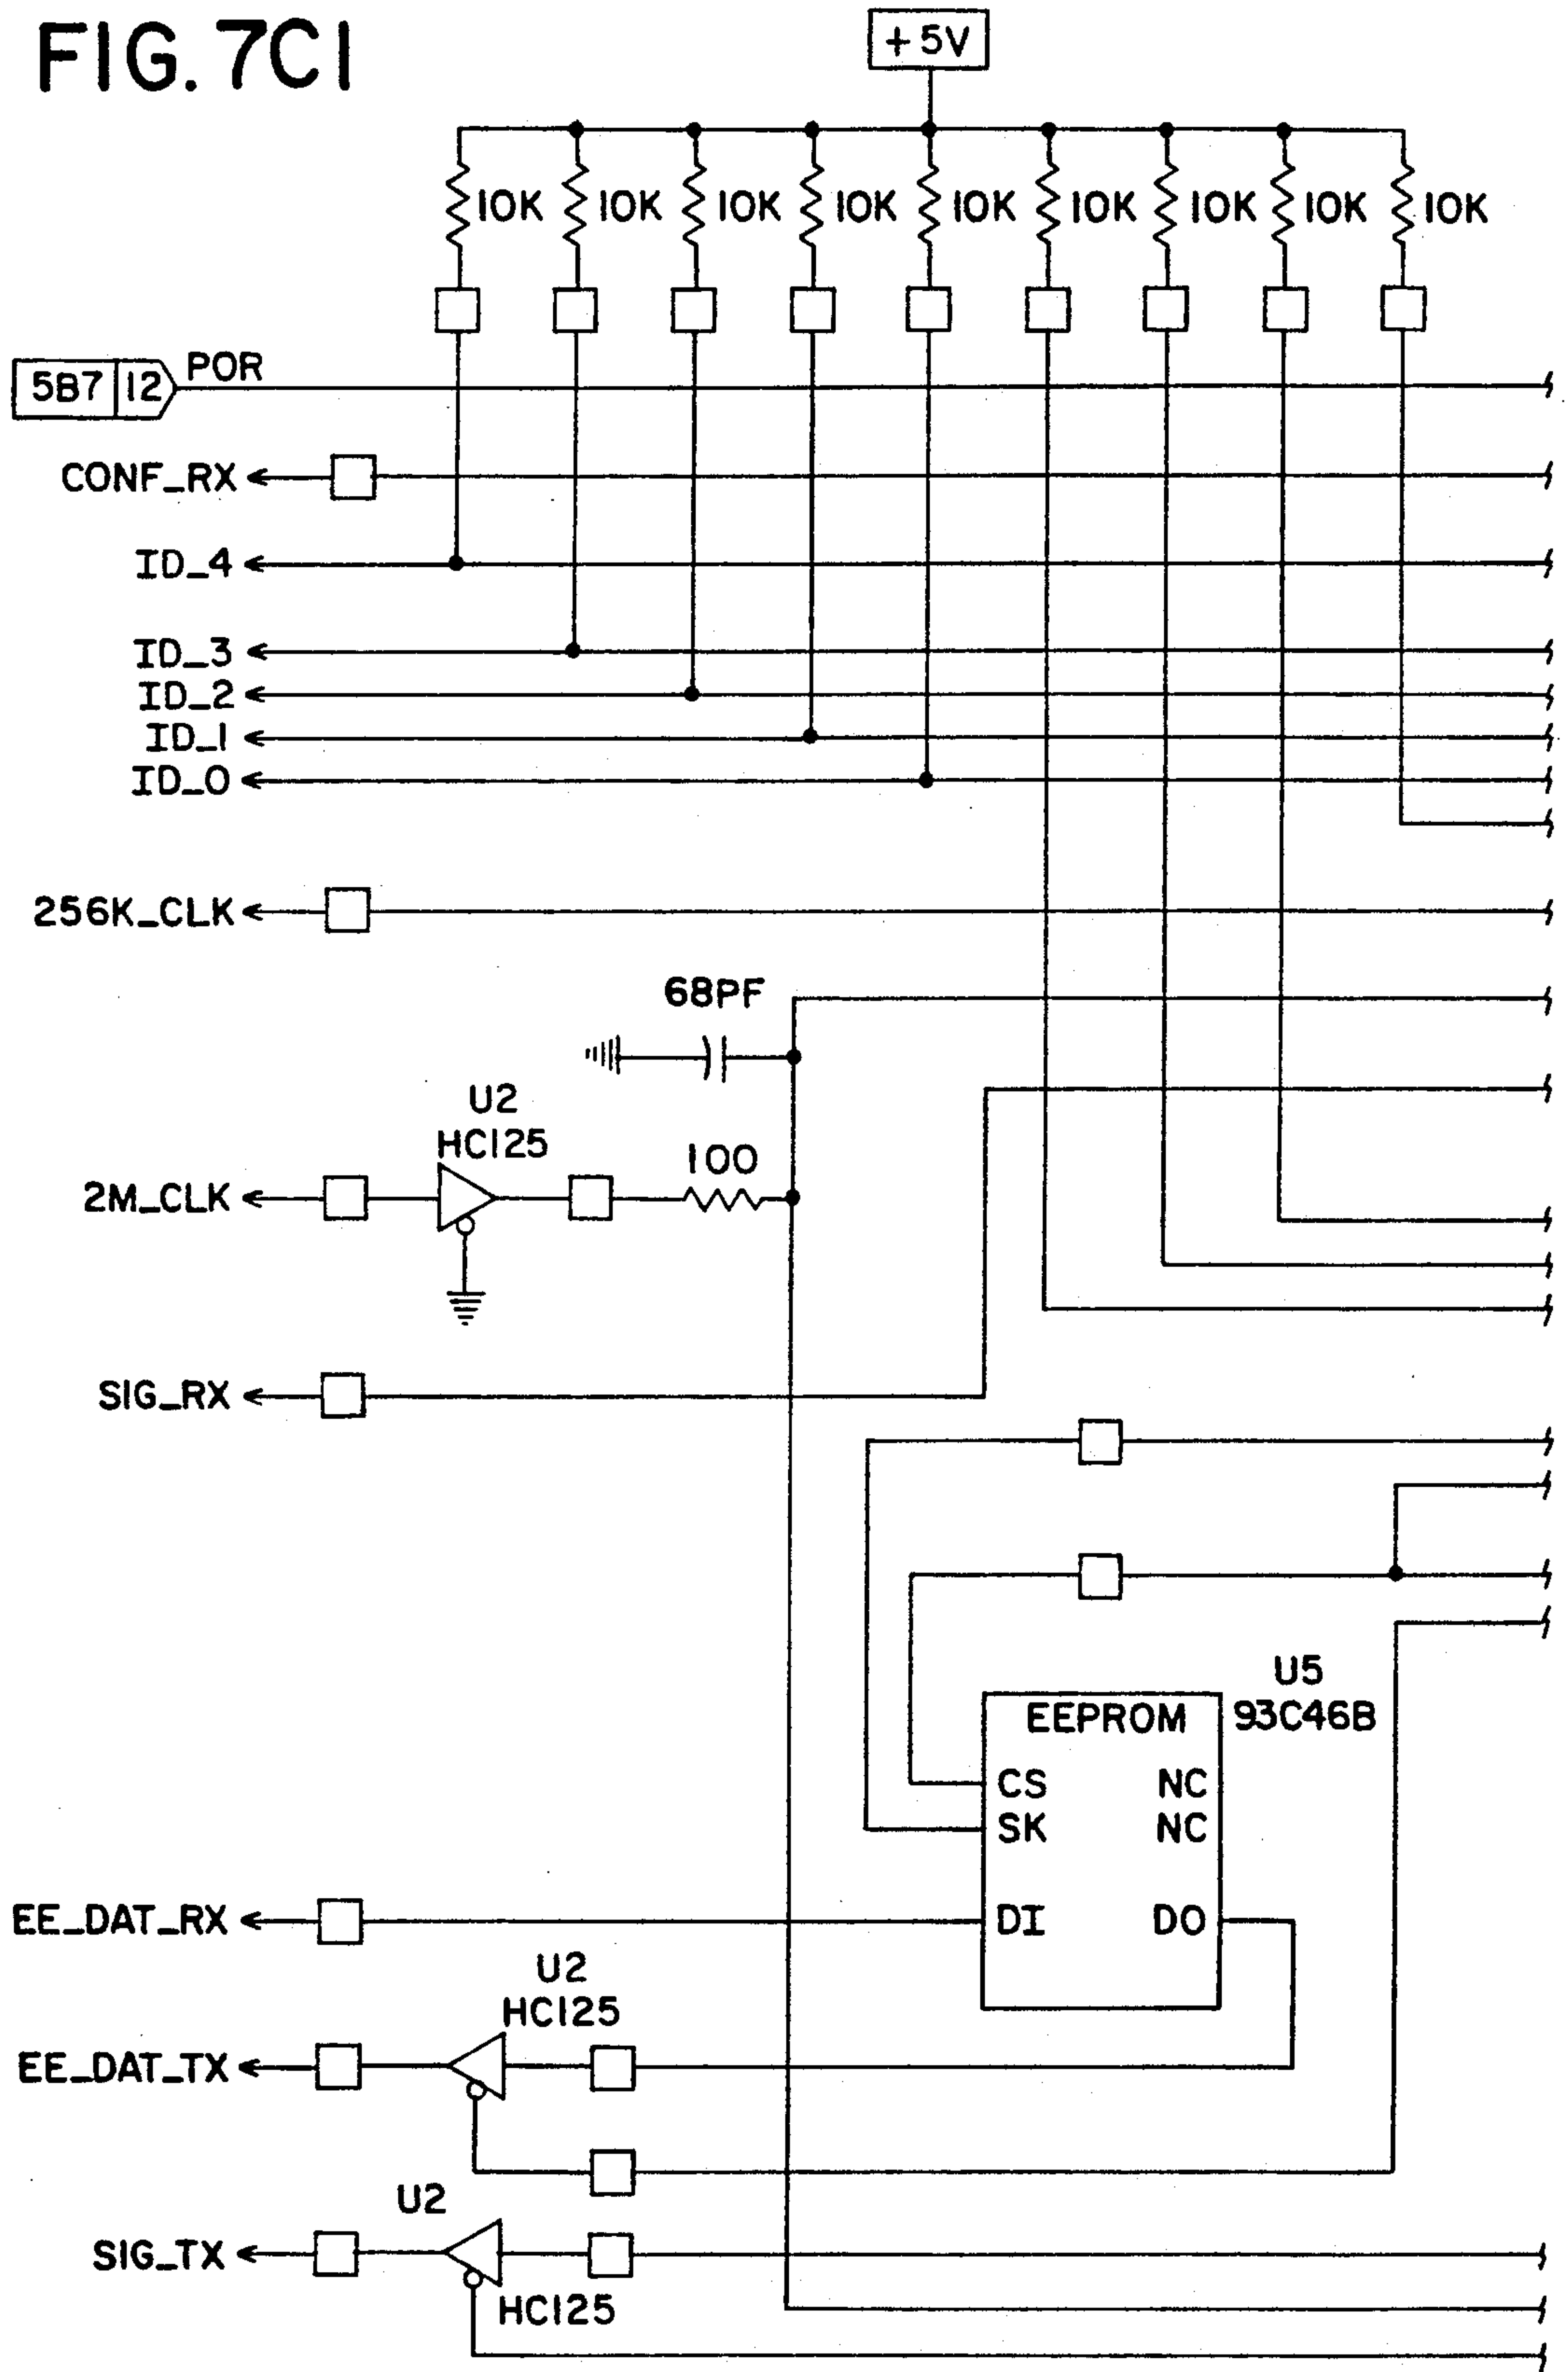 FIG. 7C1
+5V
10K 10K 10K 10K 10K 10K 10K 10K 10K
5B7 12 POR
CONF_RX
ID_4
ID_3
ID_2
ID_1
ID_0
256K_CLK
68PF
U2
HC125
100
2M_CLK
SIG_RX
U5
EEPROM 93C46B
CS NC
SK NC
EE_DAT_RX DI DO
U2
HC125
EE_DAT_TX
U2
SIG_TX
HC125